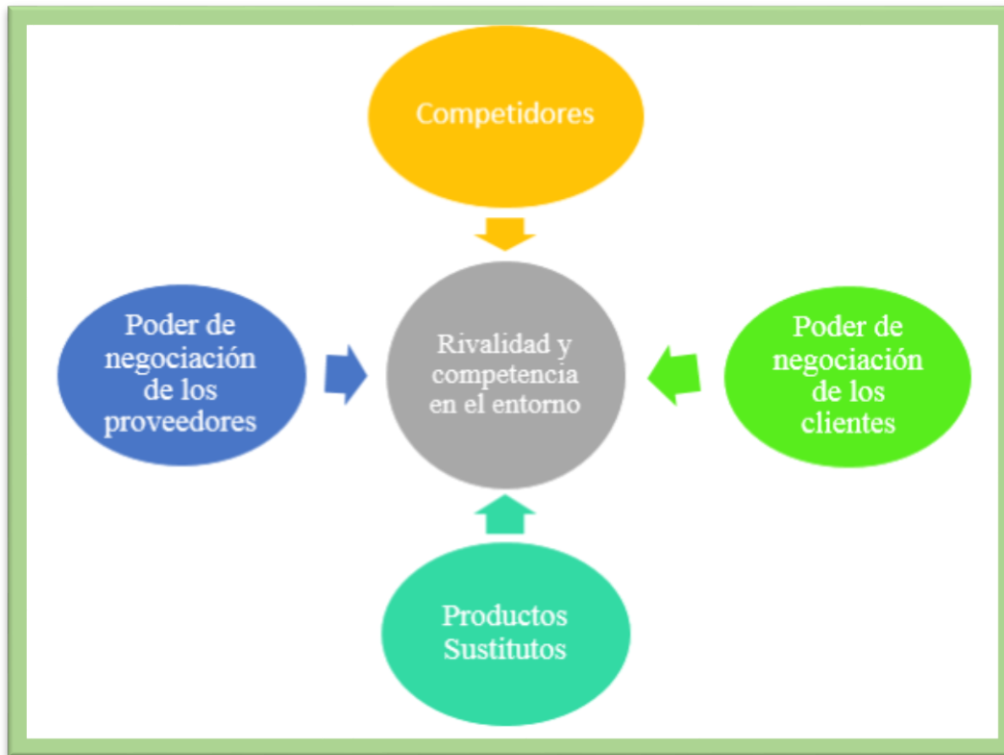 Competidores
Poder de
negociación
de los
proveedores
Rivalidad y
competencia
en el entorno
Poder de
negociación
de los
clientes
Productos
Sustitutos